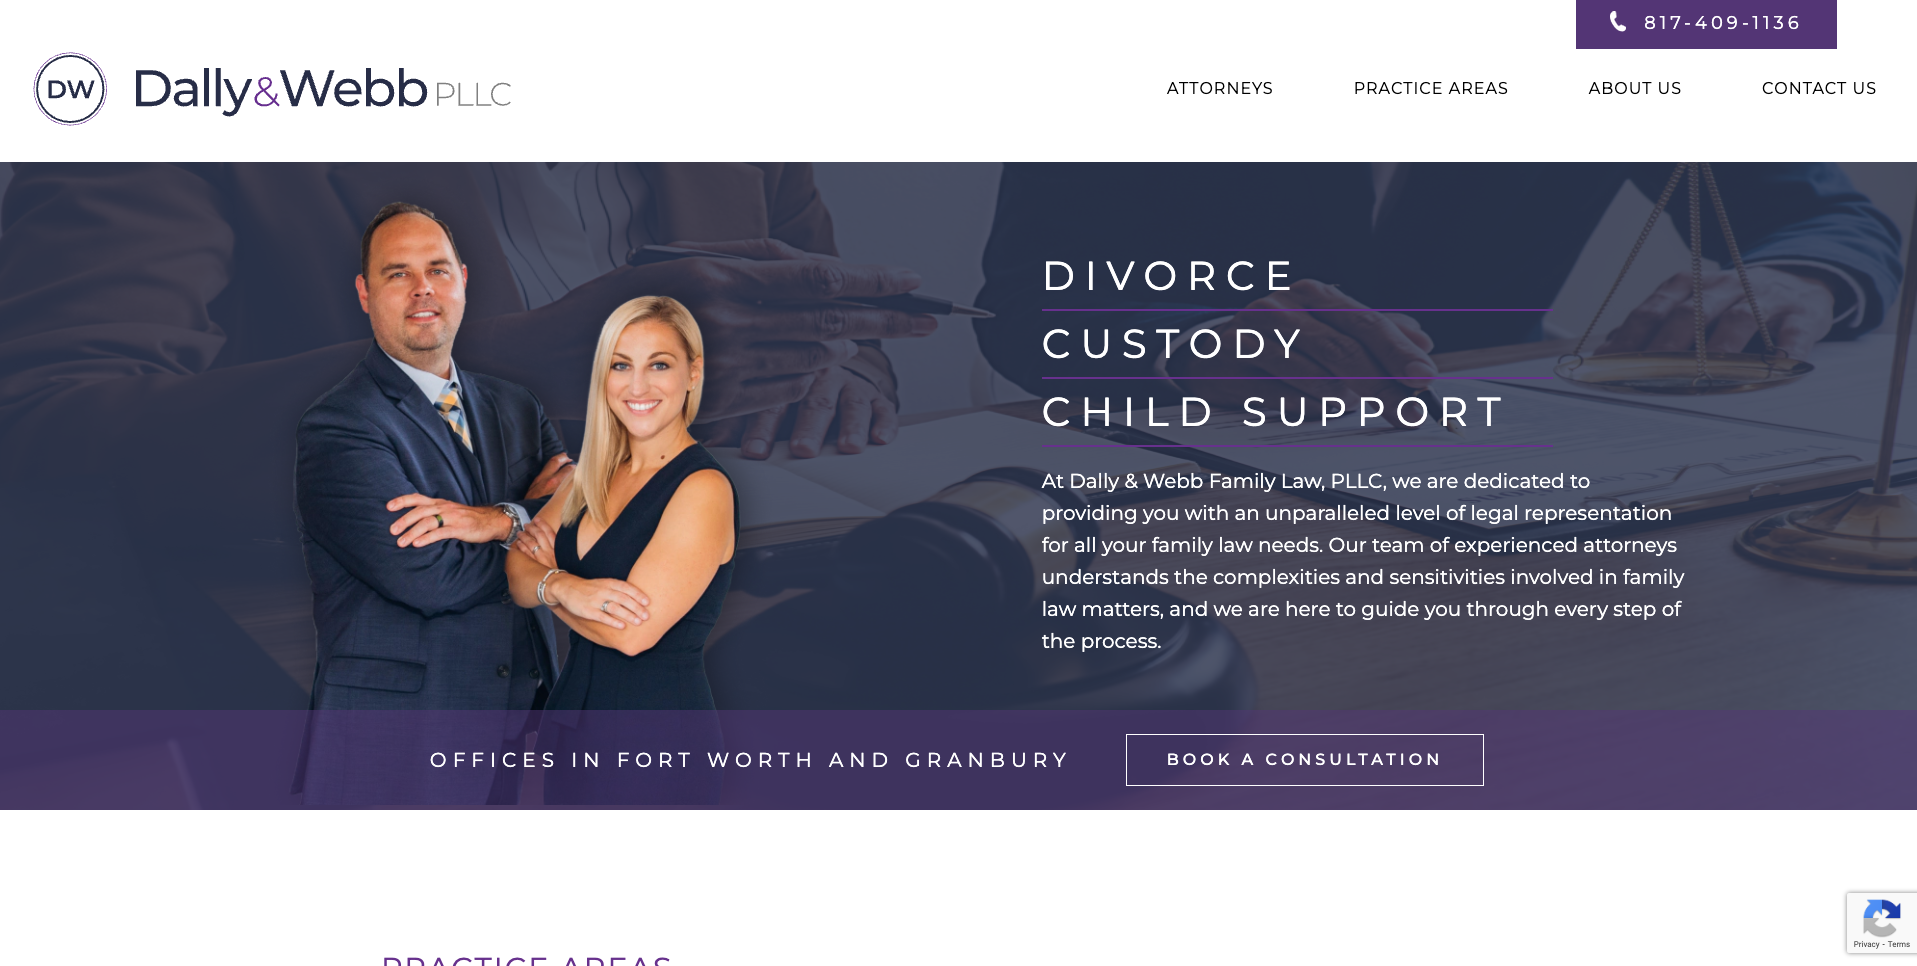 817-409-1136
DW
Dally&Webb PLLC
ATTORNEYS
PRACTICE AREAS
ABOUT US
CONTACT US
DIVORCE
CUSTODY
CHILD SUPPORT
At Dally & Webb Family Law, PLLC, we are dedicated to
providing you with an unparalleled level of legal representation
for all your family law needs. Our team of experienced attorneys
understands the complexities and sensitivities involved in family
law matters, and we are here to guide you through every step of
the process.
OFFICES IN FORT WORTH AND GRANBURY
BOOK A CONSULTATION
PRACTICE AREAS
Privacy - Terms